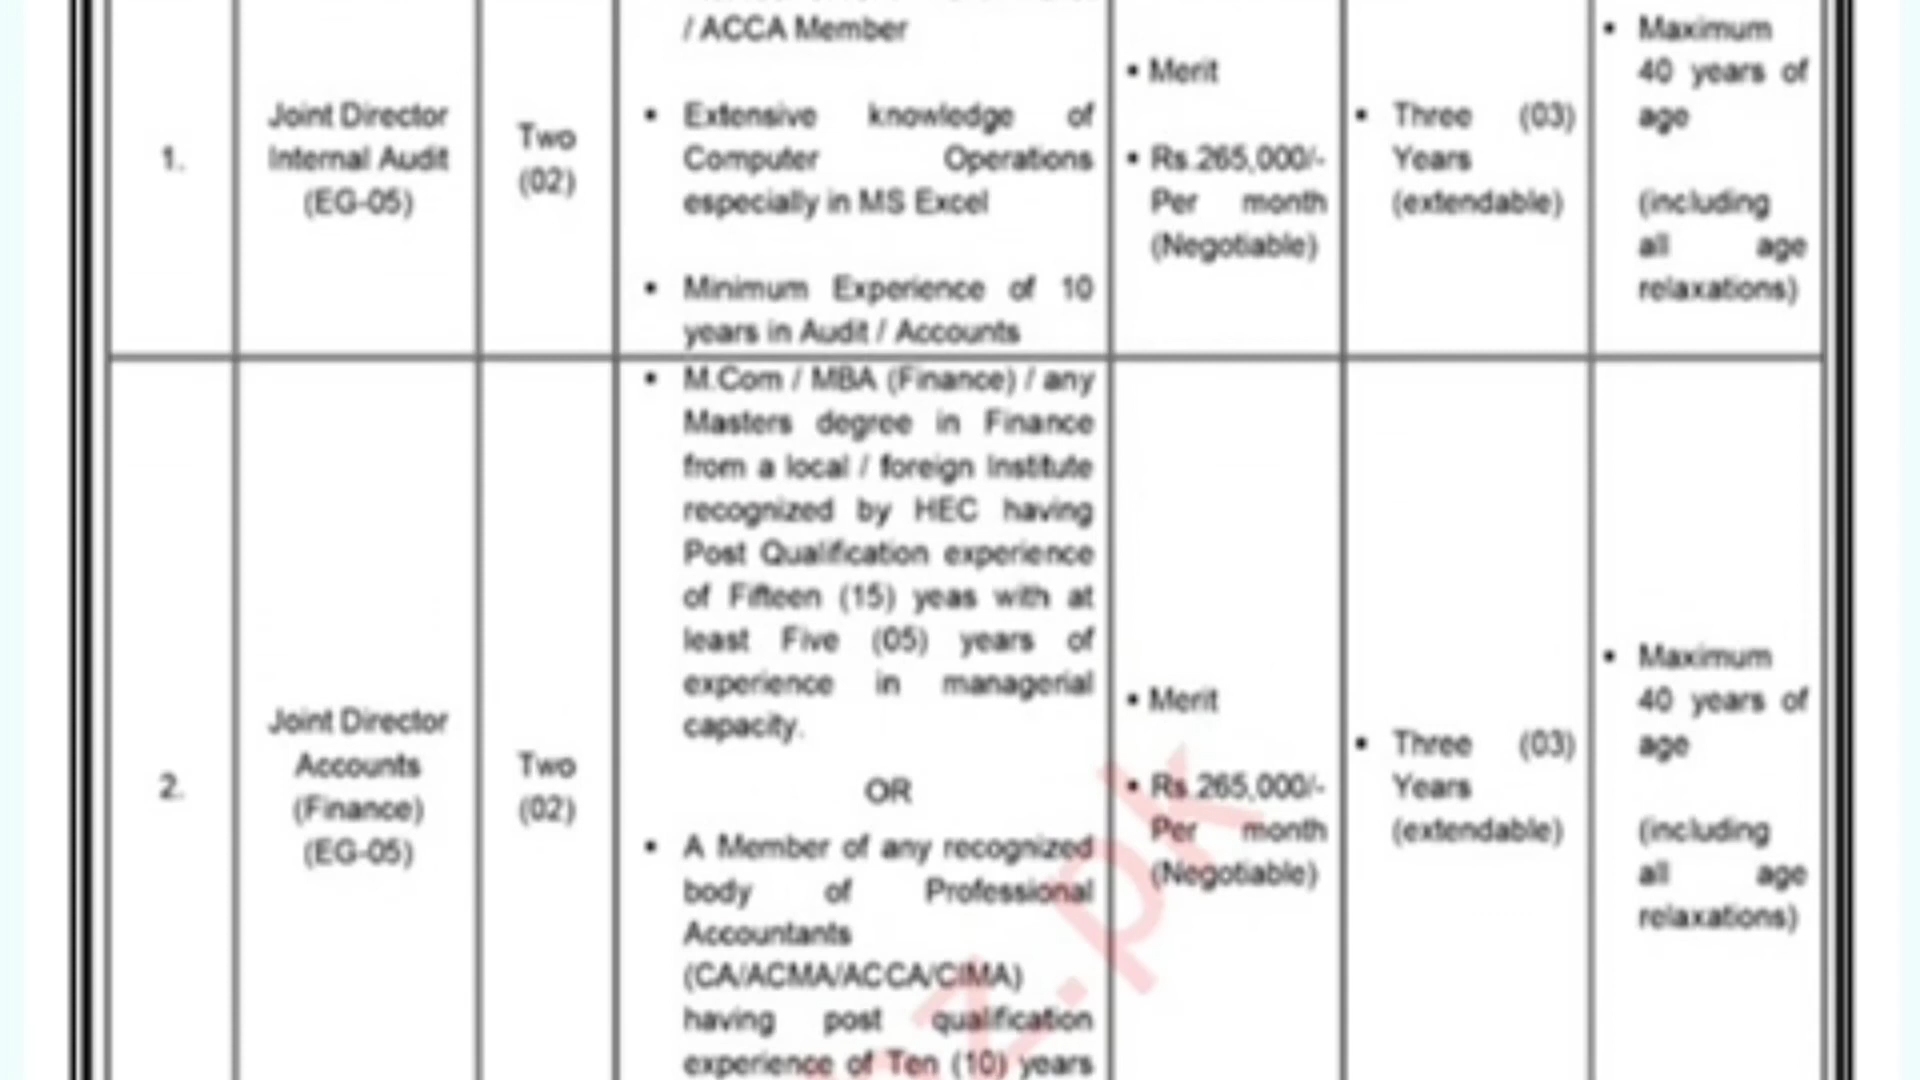 / ACCA Member
1.
Joint Director
Internal Audit
(EG-05)
Two
(02)
• Extensive knowledge of
Computer Operations
especially in MS Excel
• Minimum Experience of 10
years in Audit / Accounts
• Merit
• Rs.265,000/-
Per month
(Negotiable)
• Three (03)
Years
(extendable)
• Maximum
40 years of
age
(including
all age
relaxations)
2.
Joint Director
Accounts
(Finance)
(EG-05)
Two
(02)
• M.Com / MBA (Finance) / any
Masters degree in Finance
from a local / foreign Institute
recognized by HEC having
Post Qualification experience
of Fifteen (15) yeas with at
least Five (05) years of
experience in managerial
capacity.
OR
• A Member of any recognized
body of Professional
Accountants
(CA/ACMA/ACCA/CIMA)
having post qualification
experience of Ten (10) years
• Merit
• Rs.265,000/-
Per month
(Negotiable)
• Three (03)
Years
(extendable)
• Maximum
40 years of
age
(including
all age
relaxations)
z.pk